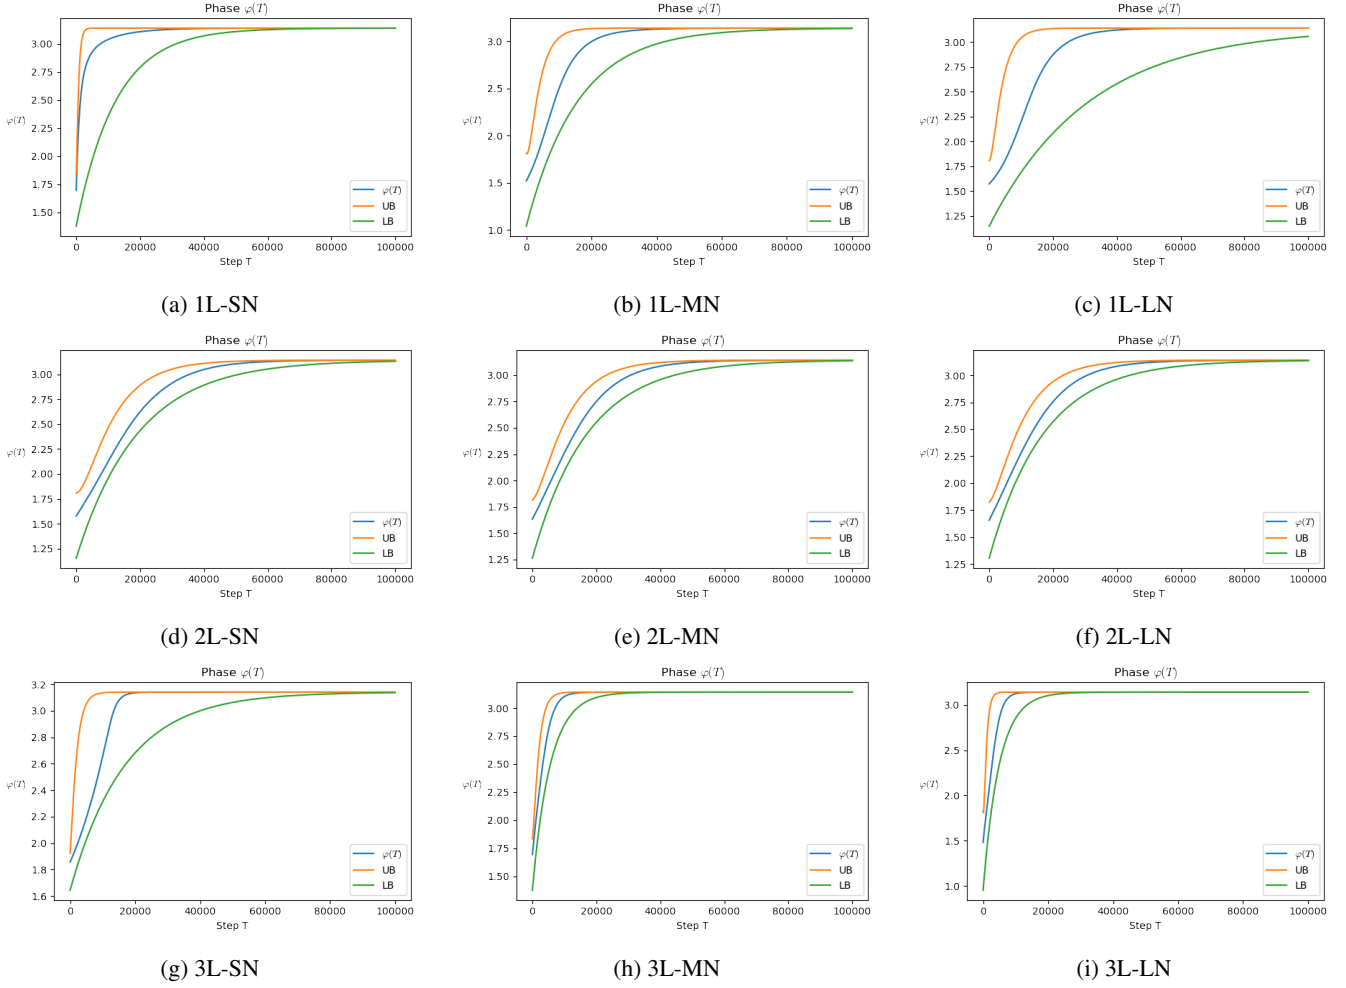 Phase φ(T)
3.00
2.75
2.50
2.25
2.00
1.75
1.50
φ(T)
φ(T)
UB
LB
0 20000 40000 60000 80000 100000
Step T
(a) 1L-SN
Phase φ(T)
3.0
2.5
2.0
1.5
1.0
φ(T)
φ(T)
UB
LB
0 20000 40000 60000 80000 100000
Step T
(b) 1L-MN
Phase φ(T)
3.00
2.75
2.50
2.25
2.00
1.75
1.50
1.25
φ(T)
φ(T)
UB
LB
0 20000 40000 60000 80000 100000
Step T
(c) 1L-LN
Phase φ(T)
3.00
2.75
2.50
2.25
2.00
1.75
1.50
1.25
φ(T)
φ(T)
UB
LB
0 20000 40000 60000 80000 100000
Step T
(d) 2L-SN
Phase φ(T)
3.00
2.75
2.50
2.25
2.00
1.75
1.50
1.25
φ(T)
φ(T)
UB
LB
0 20000 40000 60000 80000 100000
Step T
(e) 2L-MN
Phase φ(T)
3.00
2.75
2.50
2.25
2.00
1.75
1.50
1.25
φ(T)
φ(T)
UB
LB
0 20000 40000 60000 80000 100000
Step T
(f) 2L-LN
Phase φ(T)
3.2
3.0
2.8
2.6
2.4
2.2
2.0
1.8
1.6
φ(T)
φ(T)
UB
LB
0 20000 40000 60000 80000 100000
Step T
(g) 3L-SN
Phase φ(T)
3.00
2.75
2.50
2.25
2.00
1.75
1.50
φ(T)
φ(T)
UB
LB
0 20000 40000 60000 80000 100000
Step T
(h) 3L-MN
Phase φ(T)
3.0
2.5
2.0
1.5
1.0
φ(T)
φ(T)
UB
LB
0 20000 40000 60000 80000 100000
Step T
(i) 3L-LN